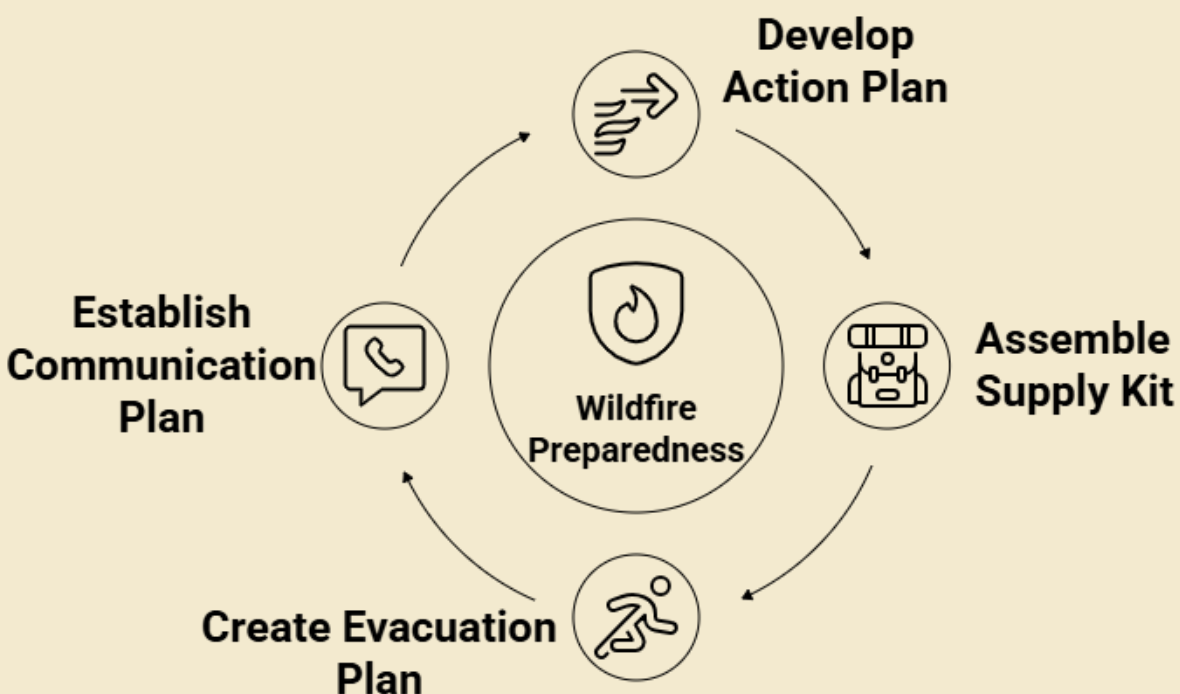 Develop
Action Plan
Establish
Communication
Plan
Wildfire
Preparedness
Assemble
Supply Kit
Create Evacuation
Plan